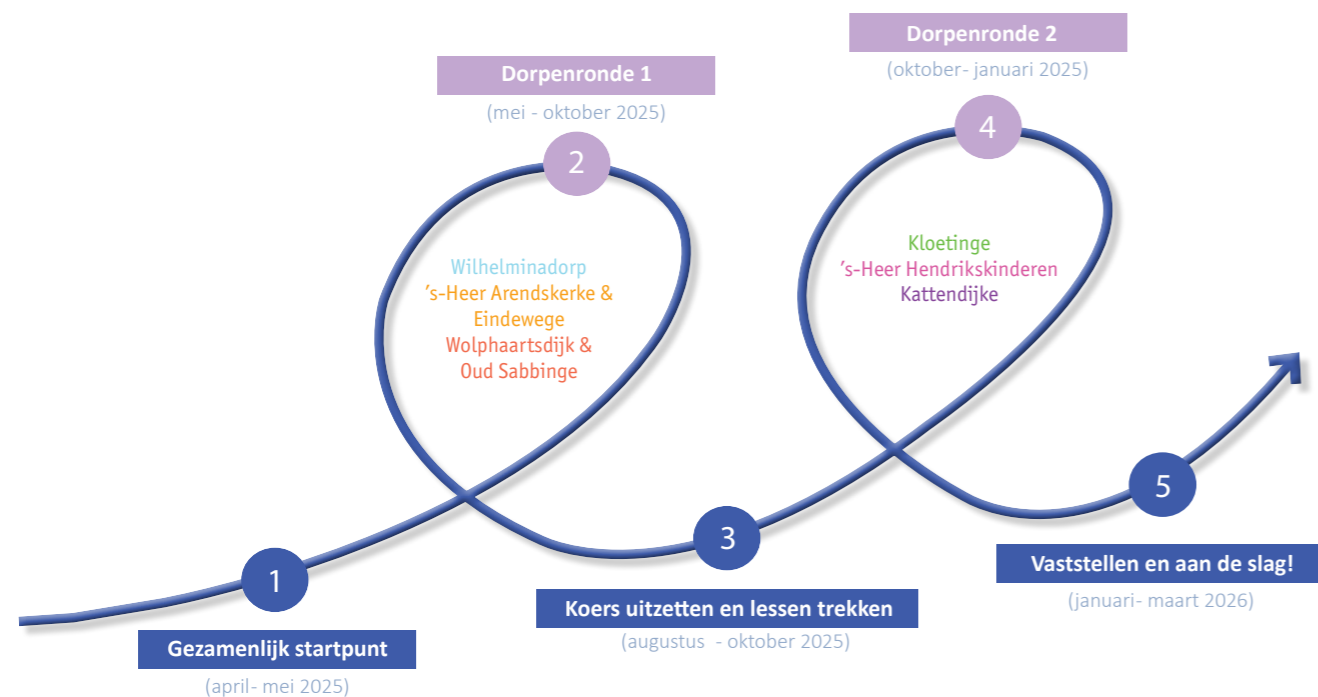 Dorpenronde 2
(oktober- januari 2025)
4
Kloetinge
's-Heer Hendrikskinderen
Kattendijke
Dorpenronde 1
(mei - oktober 2025)
2
Wilhelminadorp
's-Heer Arendskerke &
Eindewege
Wolphaartsdijk &
Oud Sabbinge
1
Gezamenlijk startpunt
(april- mei 2025)
3
Koers uitzetten en lessen trekken
(augustus - oktober 2025)
5
Vaststellen en aan de slag!
(januari- maart 2026)